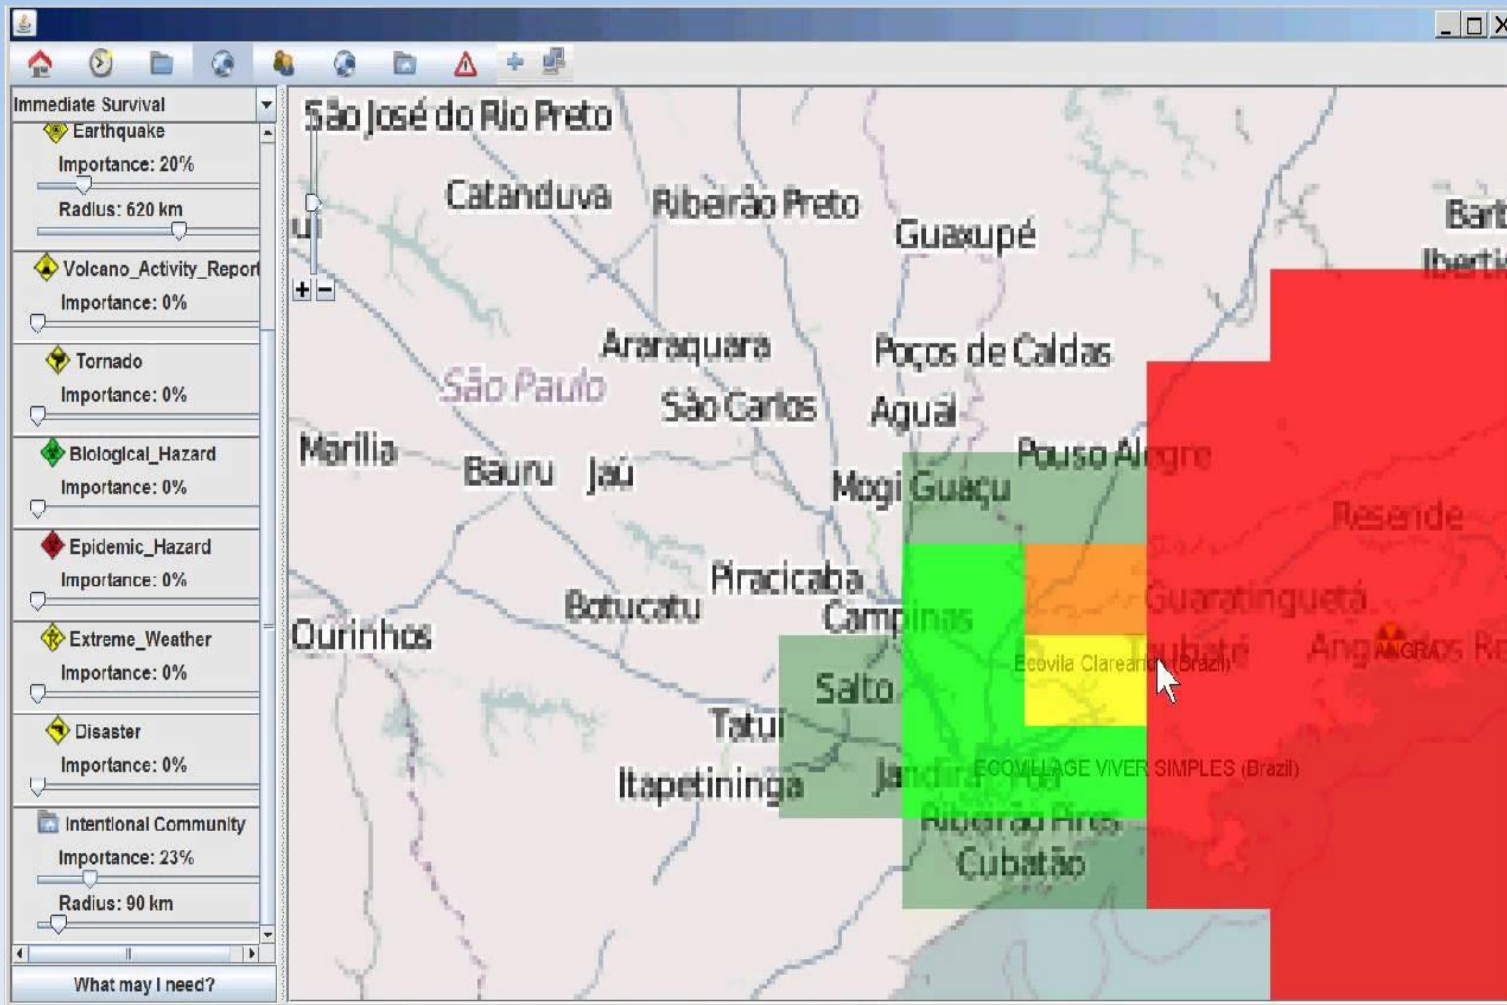 Immediate Survival
Earthquake
Importance: 20%
Radius: 620 km
Volcano_Activity_Report
Importance: 0%
Tornado
Importance: 0%
Biological_Hazard
Importance: 0%
Epidemic_Hazard
Importance: 0%
Extreme_Weather
Importance: 0%
Disaster
Importance: 0%
Intentional Community
Importance: 23%
Radius: 90 km
What may I need?
São José do Rio Preto
Catanduva
Ribeirão Preto
Guaxupé
Barb
Iberti
Araraquara
Poços de Caldas
São Paulo
São Carlos
Aguaí
Marília
Bauru
Jaú
Pouso Alegre
Mogi Guaçu
Resende
Piracicaba
Botucatu
Campinas
Guaratinguetá
Ourinhos
Taubaté
Ecovila Clareando (Brazil)
ANGRA
Salto
Tatuí
Itapetininga
ECOVILLAGE VIVER SIMPLES (Brazil)
Ribeirão Pires
Cubatão